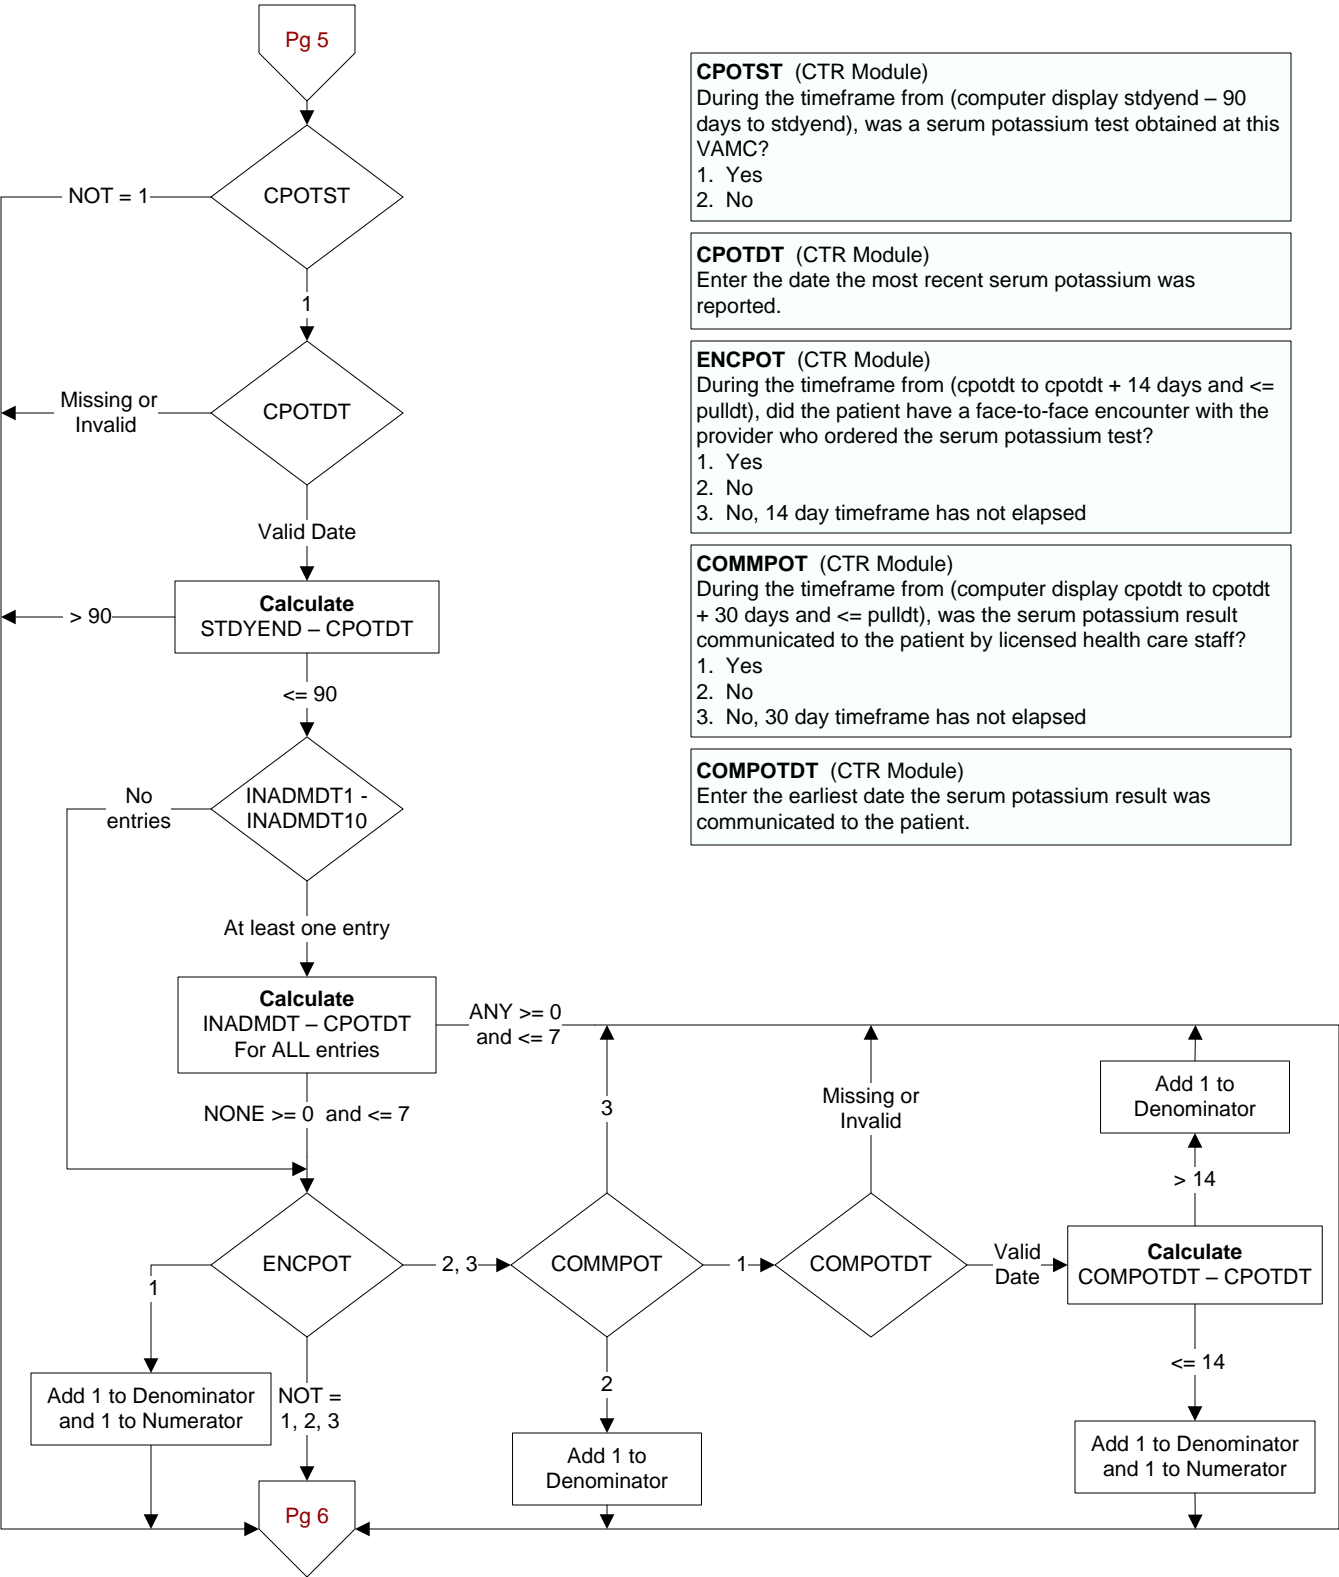 Pg 5
CPOTST (CTR Module)
During the timeframe from (computer display stdyend – 90
days to stdyend), was a serum potassium test obtained at this
VAMC?
1. Yes
2. No
CPOTDT (CTR Module)
Enter the date the most recent serum potassium was
reported.
ENCPOT (CTR Module)
During the timeframe from (cpotdt to cpotdt + 14 days and <=
pulldt), did the patient have a face-to-face encounter with the
provider who ordered the serum potassium test?
1. Yes
2. No
3. No, 14 day timeframe has not elapsed
COMMPOT (CTR Module)
During the timeframe from (computer display cpotdt to cpotdt
+ 30 days and <= pulldt), was the serum potassium result
communicated to the patient by licensed health care staff?
1. Yes
2. No
3. No, 30 day timeframe has not elapsed
COMPOTDT (CTR Module)
Enter the earliest date the serum potassium result was
communicated to the patient.
CPOTST
NOT = 1
1
CPOTDT
Missing or
Invalid
Valid Date
Calculate
STDYEND – CPOTDT
> 90
<= 90
INADMDT1 -
INADMDT10
No
entries
At least one entry
Calculate
INADMDT – CPOTDT
For ALL entries
ANY >= 0
and <= 7
NONE >= 0 and <= 7
ENCPOT
1
Add 1 to Denominator
and 1 to Numerator
NOT =
1, 2, 3
2, 3
COMMPOT
3
2
Add 1 to
Denominator
1
COMPOTDT
Missing or
Invalid
Valid
Date
Calculate
COMPOTDT – CPOTDT
> 14
Add 1 to
Denominator
<= 14
Add 1 to Denominator
and 1 to Numerator
Pg 6